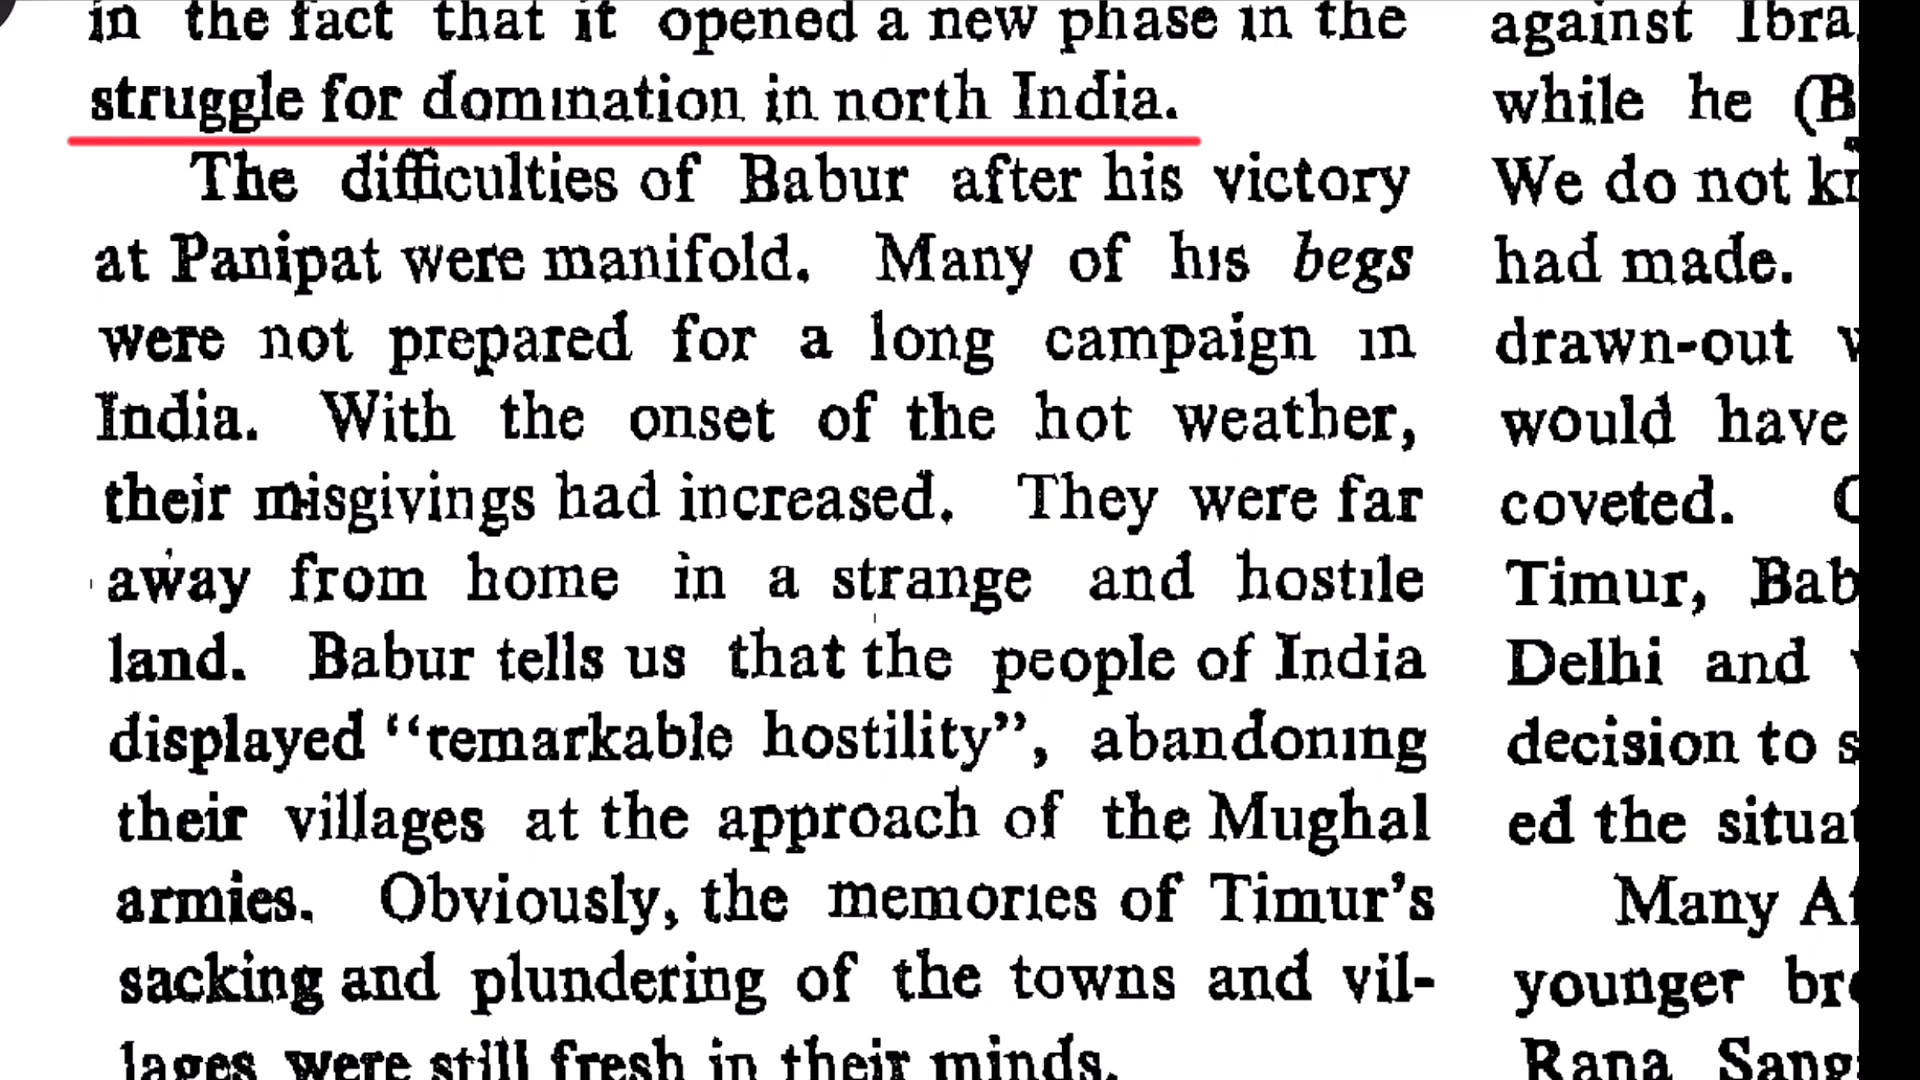 in the fact that it opened a new phase in the
struggle for domination in north India.
The difficulties of Babur after his victory
at Panipat were manifold. Many of his begs
were not prepared for a long campaign in
India. With the onset of the hot weather,
their misgivings had increased. They were far
away from home in a strange and hostile
land. Babur tells us that the people of India
displayed “remarkable hostility”, abandoning
their villages at the approach of the Mughal
armies. Obviously, the memories of Timur’s
sacking and plundering of the towns and vil-
lages were still fresh in their minds.
against
while he
We do not
had made.
drawn-out
would have
coveted.
Timur,
Delhi and
decision to
ed the
Many
younger
Rana